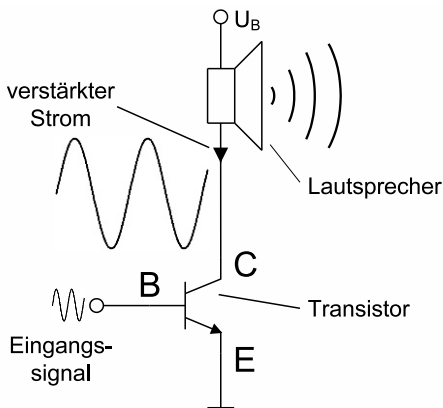 U_B
verstärkter
Strom
Lautsprecher
C
B
Transistor
Eingangs-
signal
E